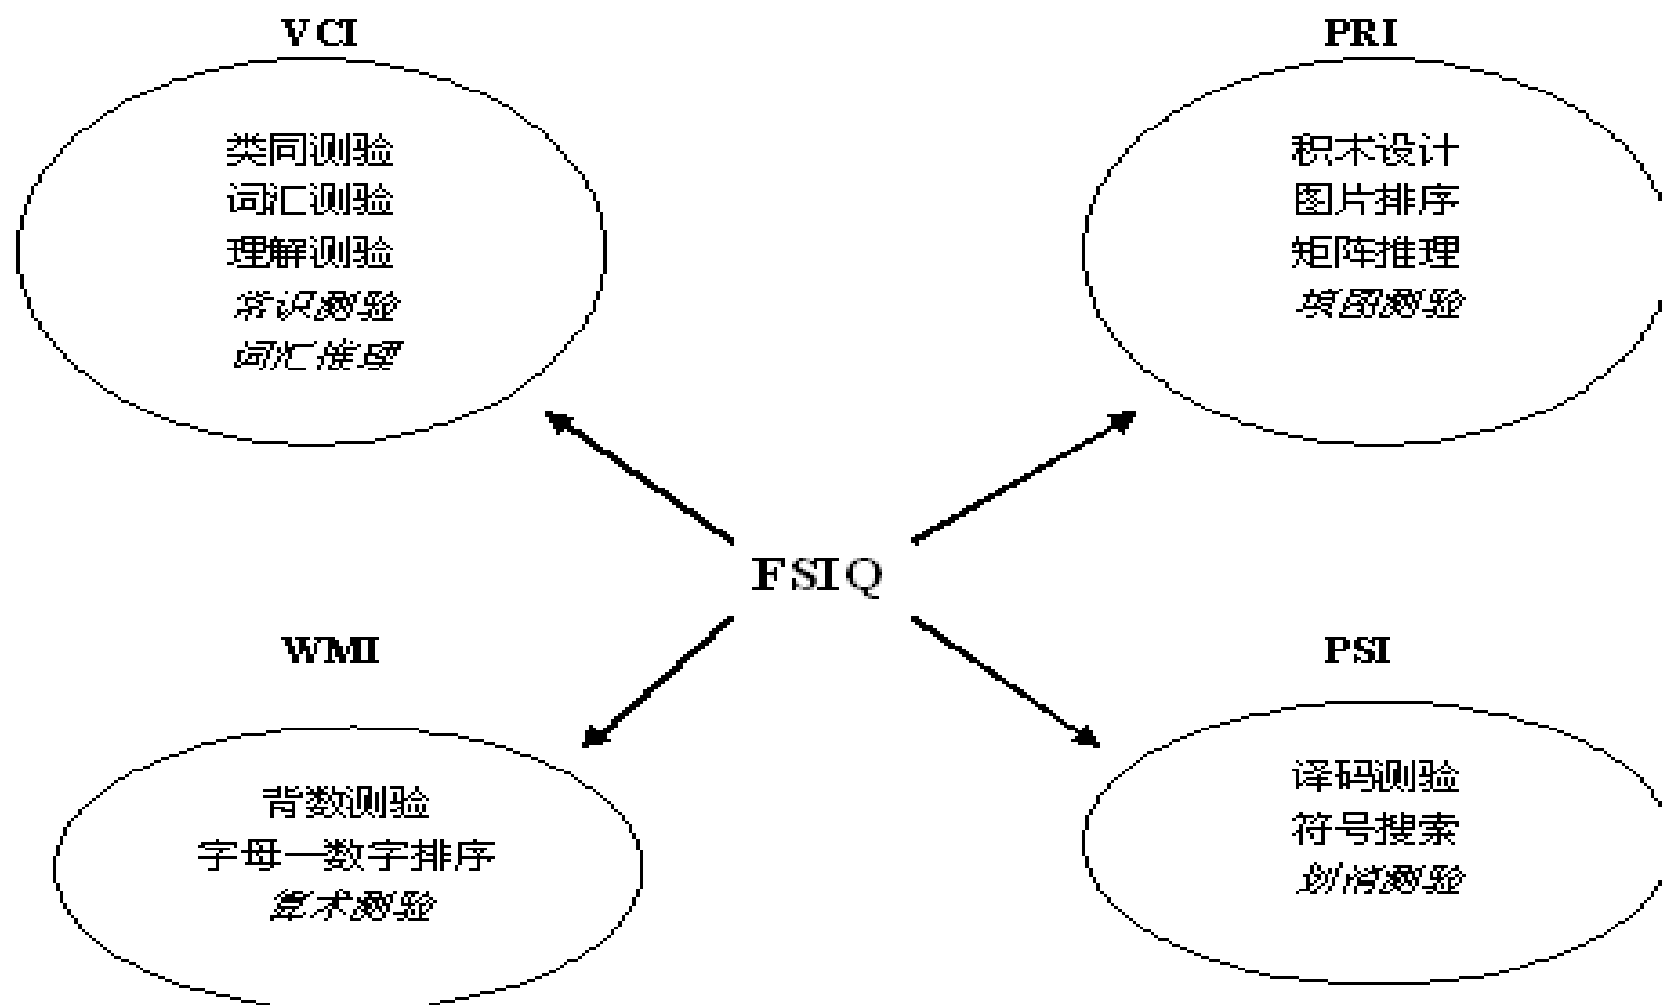 VCI
类同测验
词汇测验
理解测验
常识测验
词汇推理
PRI
积木设计
图片排序
矩阵推理
填图测验
FSIQ
WMI
背数测验
字母—数字排序
算术测验
PSI
译码测验
符号搜索
划消测验